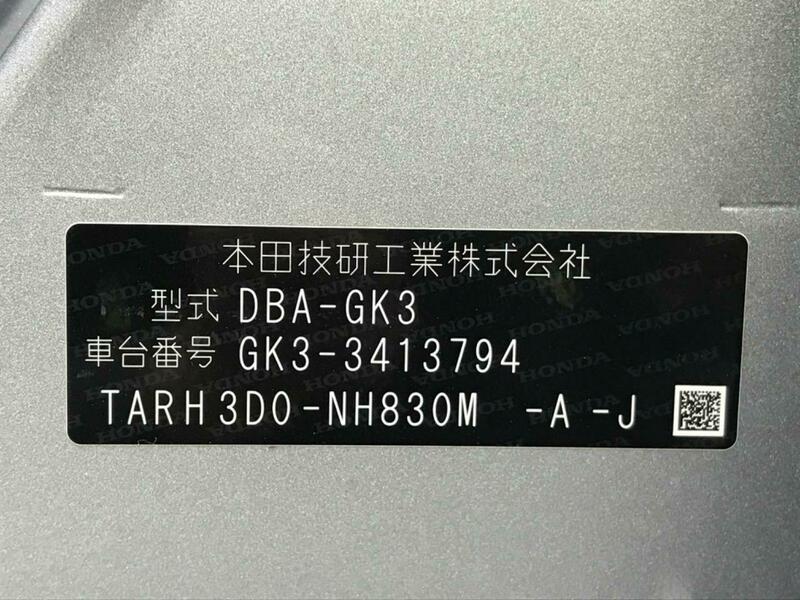 本田技研工業株式会社
型式 DBA-GK3
車台番号 GK3-3413794
TARH3D0-NH830M -A-J